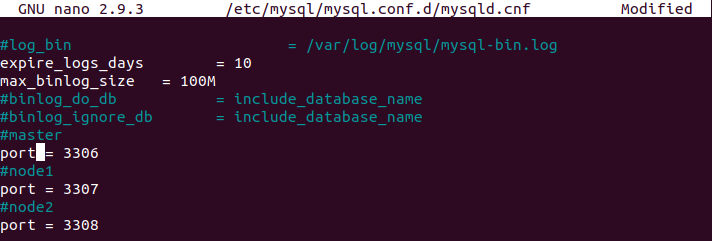 GNU nano 2.9.3 /etc/mysql/mysql.conf.d/mysqld.cnf Modified
#log_bin = /var/log/mysql/mysql-bin.log
expire_logs_days = 10
max_binlog_size = 100M
#binlog_do_db = include_database_name
#binlog_ignore_db = include_database_name
#master
port = 3306
#node1
port = 3307
#node2
port = 3308